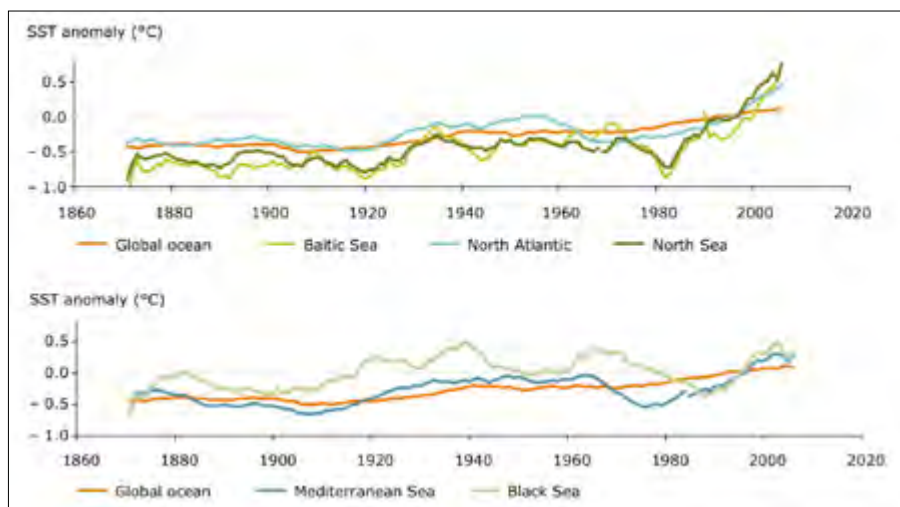 SST anomaly (°C)
0.5
0.0
– 0.5
– 1.0
1860 1880 1900 1920 1940 1960 1980 2000 2020
Global ocean Baltic Sea North Atlantic North Sea
SST anomaly (°C)
0.5
0.0
– 0.5
– 1.0
1860 1880 1900 1920 1940 1960 1980 2000 2020
Global ocean Mediterranean Sea Black Sea